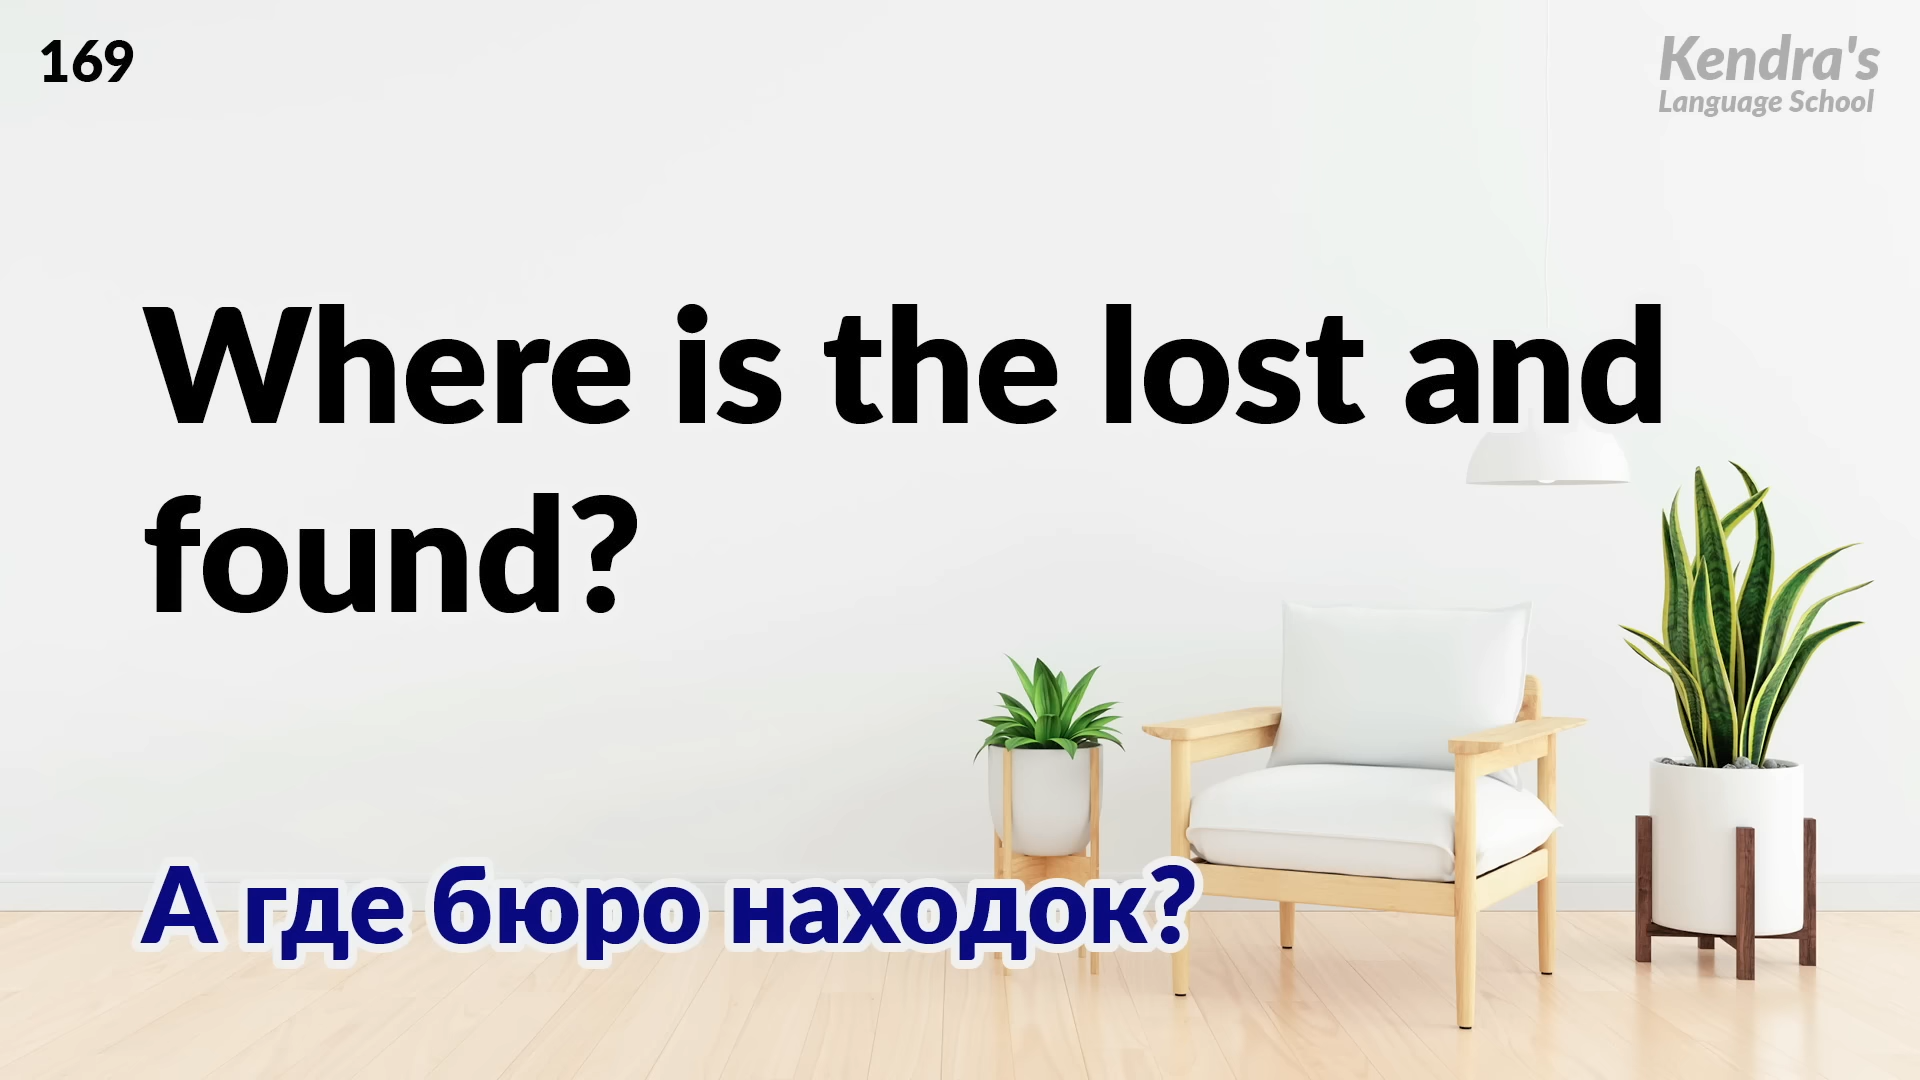 169
Kendra's
Language School
Where is the lost and
found?
А где бюро находок?